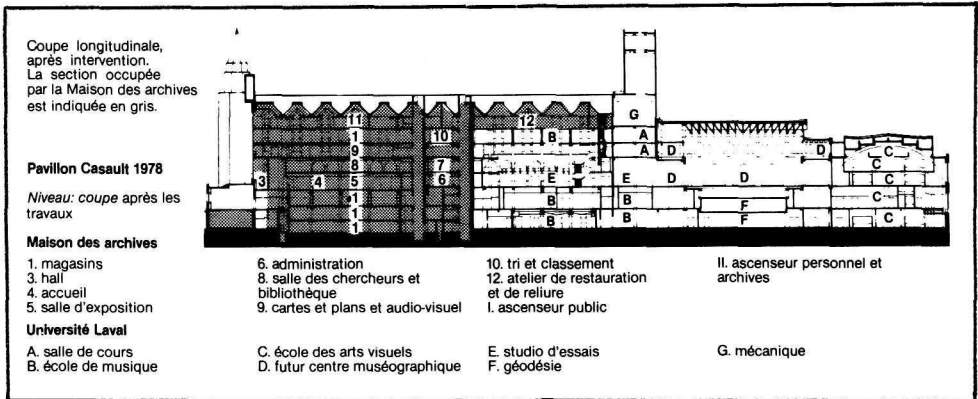 Coupe longitudinale,
après intervention.
La section occupée
par la Maison des archives
est indiquée en gris.
Pavillon Casault 1978
Niveau: coupe après les
travaux
11
12
G
1
10
B
A
9
A
D
D
C
8
7
C
3
4
5
6
E
E
D
D
C
1
B
B
F
C
1
1
B
B
F
C
Maison des archives
1. magasins
3. hall
4. accueil
5. salle d'exposition
6. administration
8. salle des chercheurs et
bibliothèque
9. cartes et plans et audio-visuel
10. tri et classement
12. atelier de restauration
et de reliure
I. ascenseur public
II. ascenseur personnel et
archives
Université Laval
A. salle de cours
B. école de musique
C. école des arts visuels
D. futur centre muséographique
E. studio d'essais
F. géodésie
G. mécanique